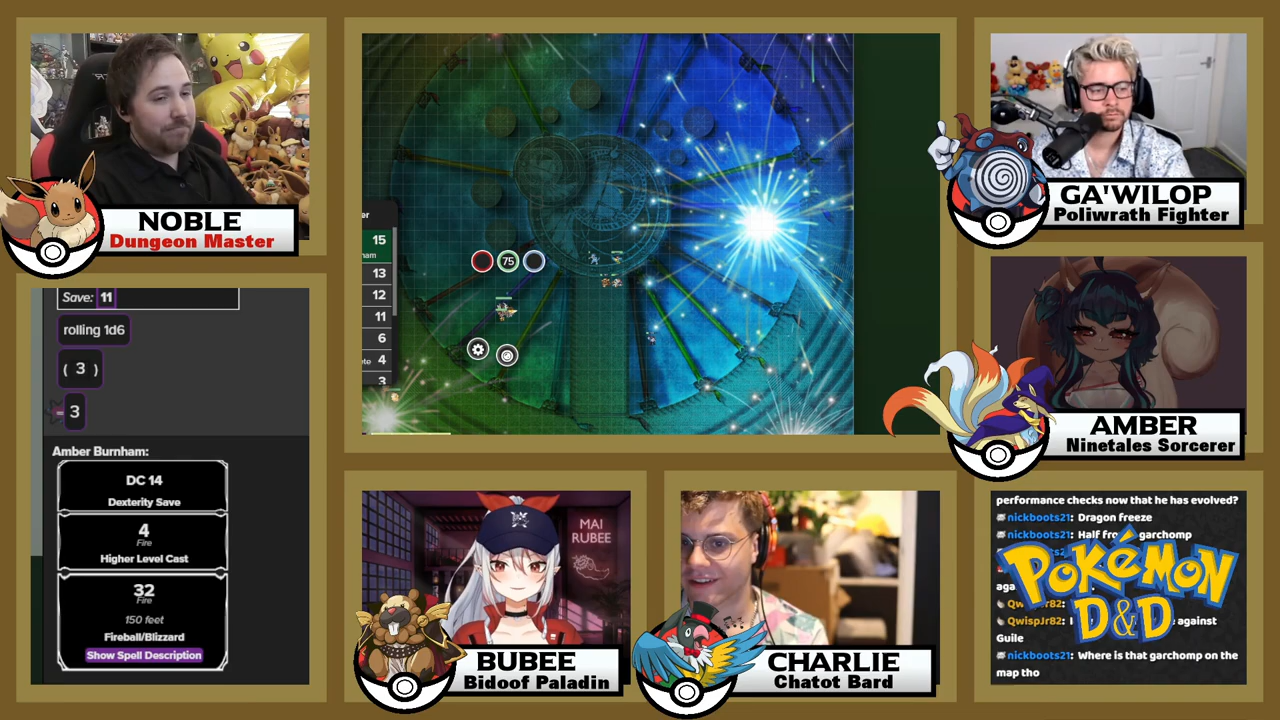 NOBLE
Dungeon Master
Save: 11
rolling 1d6
( 3 )
= 3
Amber Burnham:
DC 14
Dexterity Save
4
Fire
Higher Level Cast
32
Fire
150 feet
Fireball/Blizzard
Show Spell Description
er
15
ham
13
12
11
6
4
3
75
GA'WILOP
Poliwrath Fighter
AMBER
Ninetales Sorcerer
MAI
RUBEE
BUBEE
Bidoof Paladin
CHARLIE
Chatot Bard
performance checks now that he has evolved?
nickboots21: Dragon freeze
nickboots21: Half garchomp
against
Guile
nickboots21: Where is that garchomp on the
map tho
POKÉMON
D&D